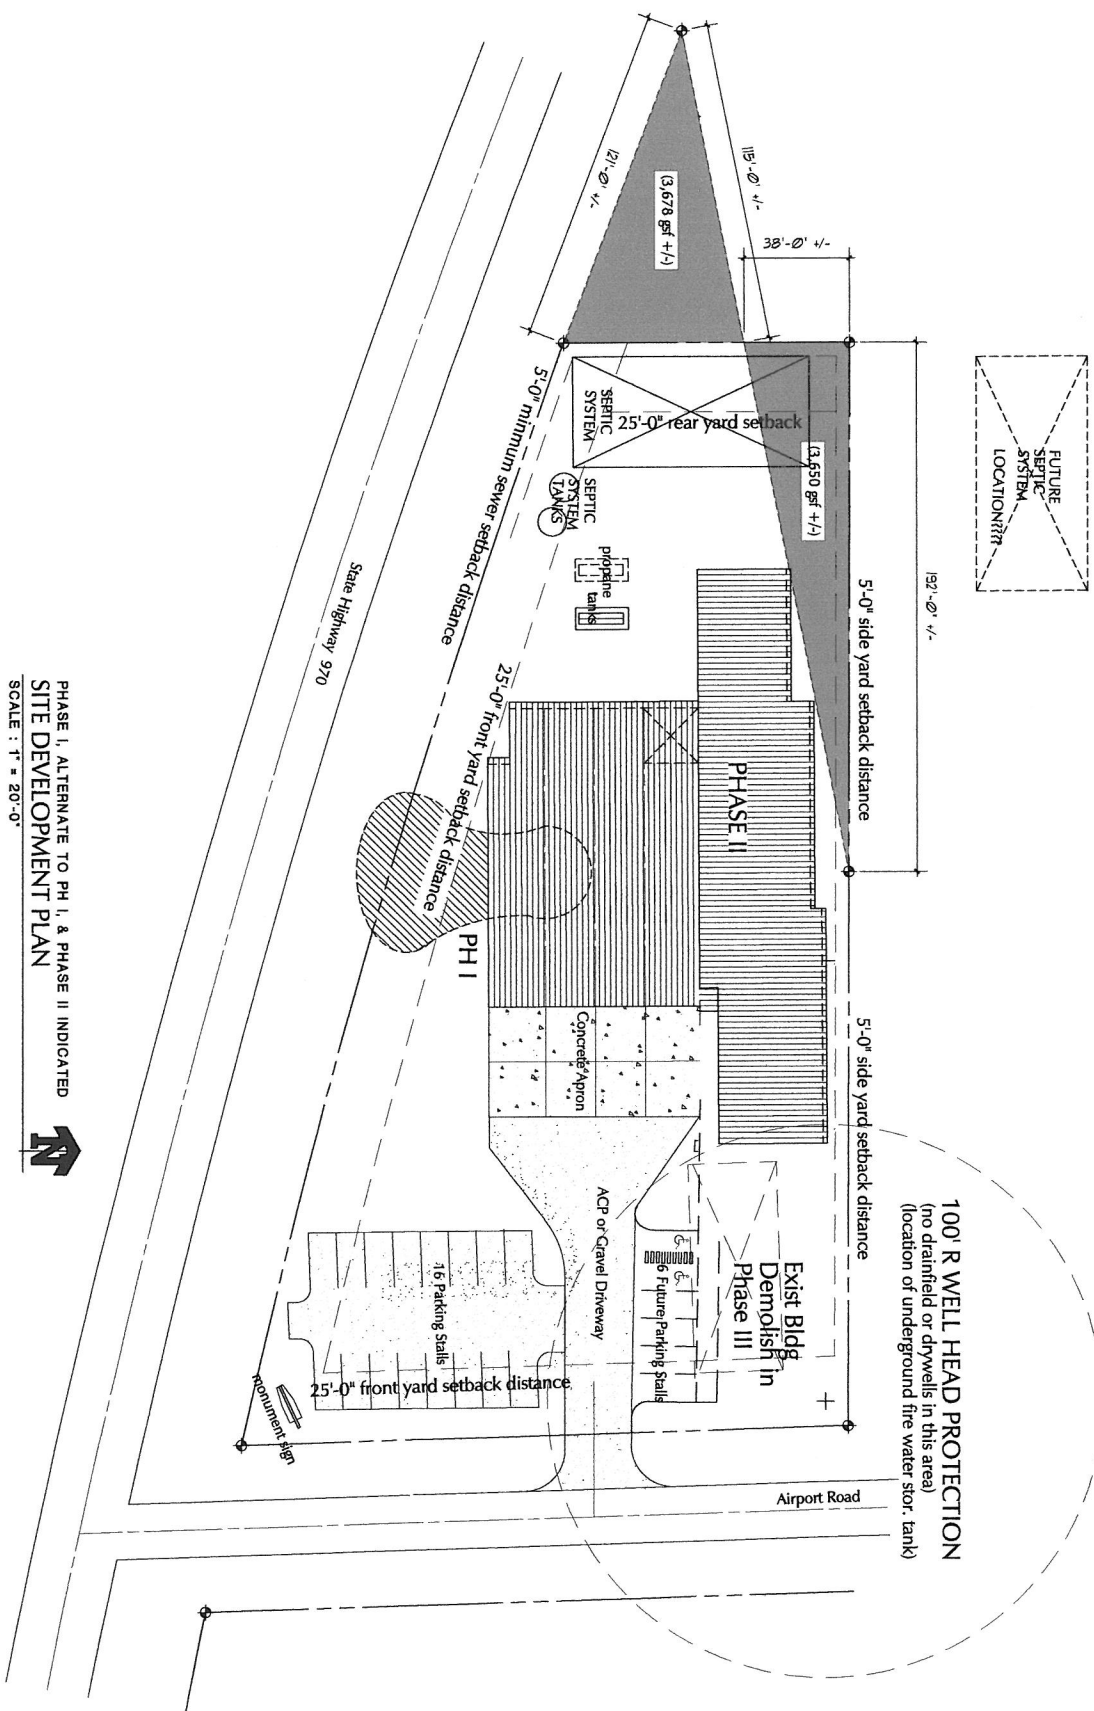 FUTURE
SEPTIC
SYSTEM
LOCATION????
115'-0" +/-
121'-0" +/-
38'-0" +/-
192'-0" +/-
(3,678 gsf +/-)
(3,650 gsf +/-)
5'-0" side yard setback distance
5'-0" side yard setback distance
25'-0" rear yard setback
SEPTIC
SYSTEM
SEPTIC
SYSTEM
TANKS
propane
tanks
5'-0" minimum sewer setback distance
25'-0" front yard setback distance
State Highway 970
PHASE II
PH I
Concrete Apron
ACP or Gravel Driveway
Exist Bldg
Demolish in
Phase III
6 Future Parking Stalls
16 Parking Stalls
25'-0" front yard setback distance
monument sign
Airport Road
100' R WELL HEAD PROTECTION
(no drainfield or drywells in this area)
(location of underground fire water stor. tank)
PHASE I, ALTERNATE TO PH I, & PHASE II INDICATED
SITE DEVELOPMENT PLAN
SCALE : 1" = 20'-0"
N